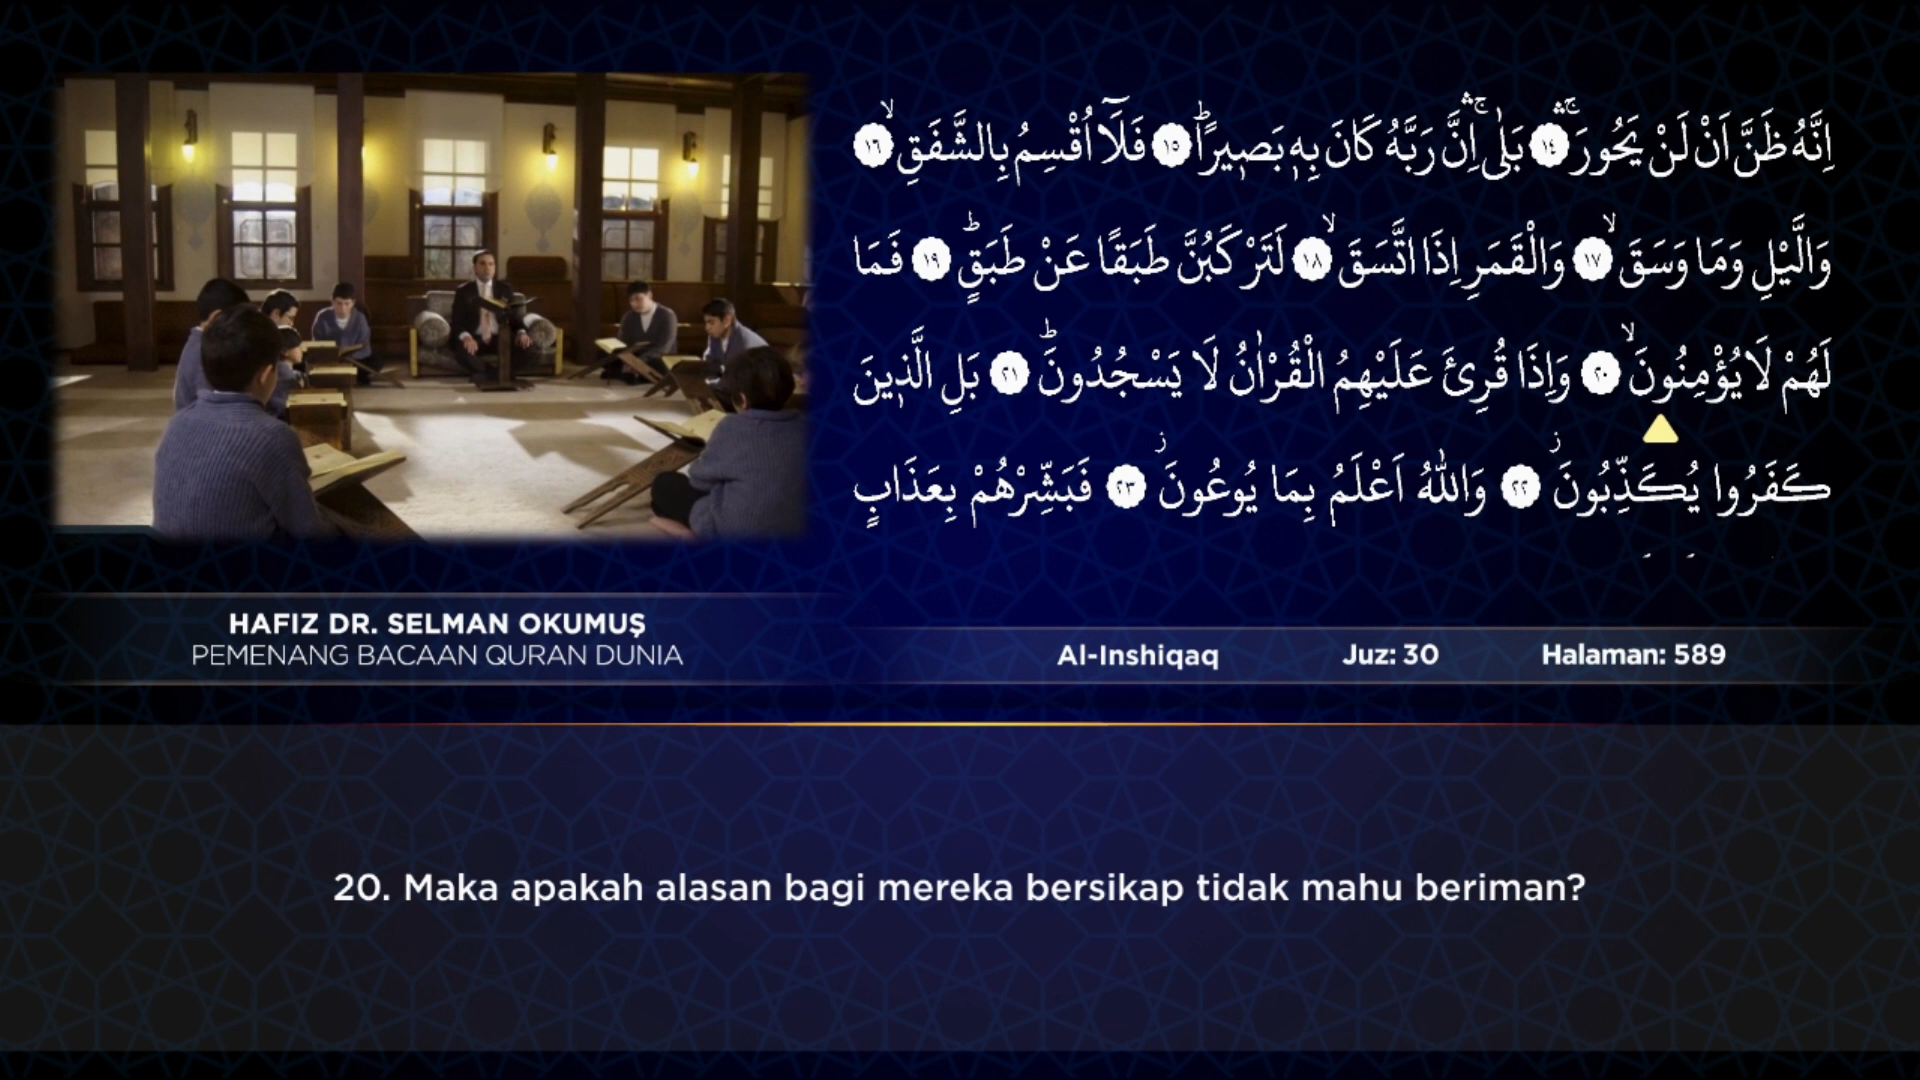 اِنَّهُ ظَنَّ اَنْ لَنْ يَحُورَۚۛ ﴿١٤﴾ بَلٰىۚۛ اِنَّ رَبَّهُ كَانَ بِه۪ بَص۪يرًاۜ ﴿١٥﴾ فَلَٓا اُقْسِمُ بِالشَّفَقِۙ ﴿١٦﴾
وَالَّيْلِ وَمَا وَسَقَۙ ﴿١٧﴾ وَالْقَمَرِ اِذَا اتَّسَقَۙ ﴿١٨﴾ لَتَرْكَبُنَّ طَبَقًا عَنْ طَبَقٍۜ ﴿١٩﴾ فَمَا
لَهُمْ لَا يُؤْمِنُونَۙ ﴿٢٠﴾ وَاِذَا قُرِئَ عَلَيْهِمُ الْقُرْاٰنُ لَا يَسْجُدُونَۜ ﴿٢١﴾ بَلِ الَّذ۪ينَ
كَفَرُوا يُكَذِّبُونَۘ ﴿٢٢﴾ وَاللّٰهُ اَعْلَمُ بِمَا يُوعُونَۘ ﴿٢٣﴾ فَبَشِّرْهُمْ بِعَذَابٍ
HAFIZ DR. SELMAN OKUMUŞ
PEMENANG BACAAN QURAN DUNIA
Al-Inshiqaq Juz: 30 Halaman: 589
20. Maka apakah alasan bagi mereka bersikap tidak mahu beriman?